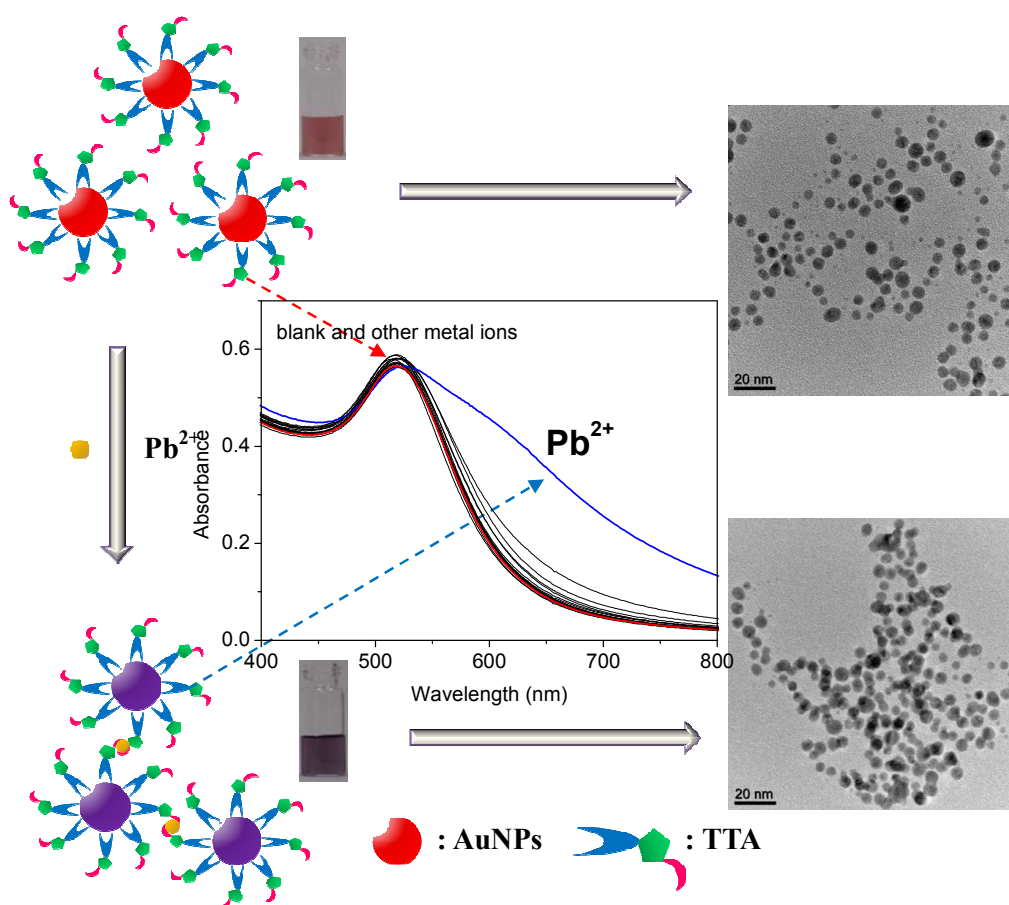 20 nm
blank and other metal ions
0.6
0.4
0.2
0.0
Absorbance
Pb2+
400
500
600
700
800
Wavelength (nm)
Pb2+
20 nm
: AuNPs
: TTA